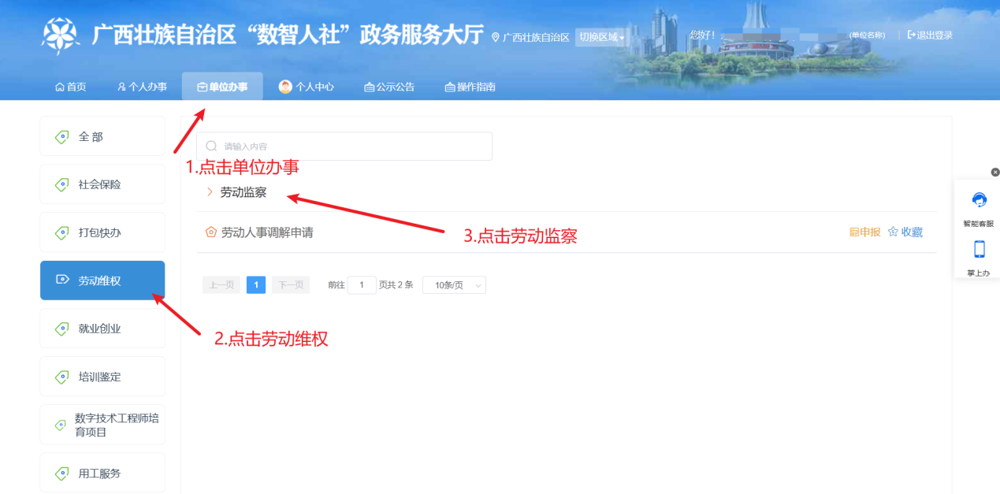 广西壮族自治区“数智人社”政务服务大厅
广西壮族自治区
切换区域
您好！
(单位名称)
退出登录
首页
个人办事
单位办事
个人中心
公示公告
操作指南
全部
社会保险
打包快办
劳动维权
就业创业
培训鉴定
数字技术工程师培
育项目
用工服务
请输入内容
1.点击单位办事
劳动监察
3.点击劳动监察
劳动人事调解申请
申报
收藏
上一页
1
下一页
前往 1 页共 2 条
10条/页
2.点击劳动维权
智能客服
掌上办